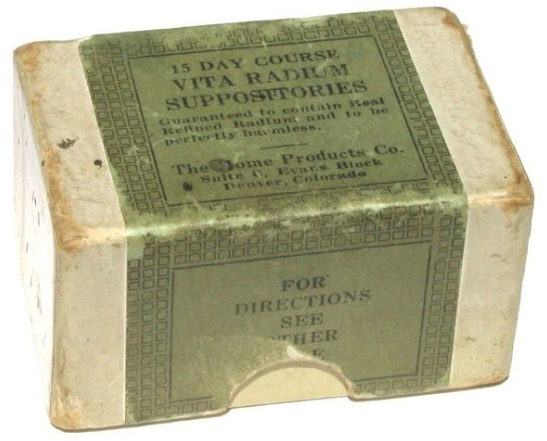 15 DAY COURSE
VITA RADIUM
SUPPOSITORIES
Guaranteed to contain Real
Refined Radium and to be
perfectly harmless.
The Home Products Co.
Suite C, Evans Block
Denver, Colorado
FOR
DIRECTIONS
SEE